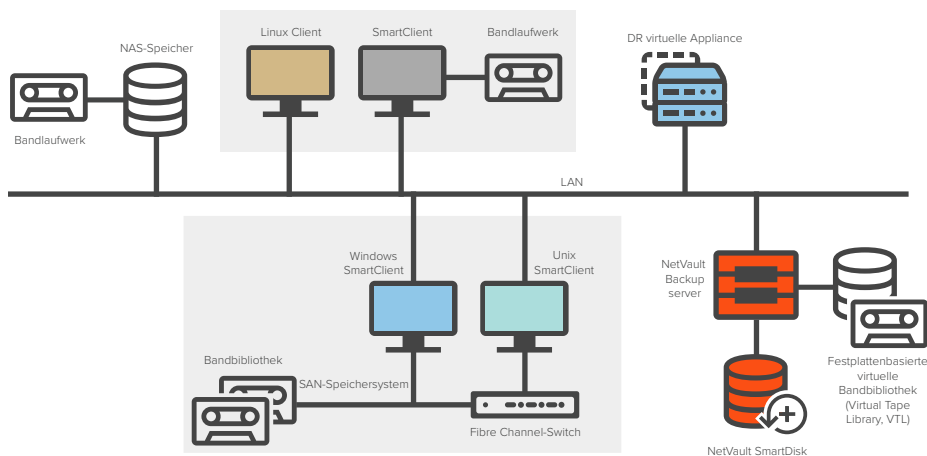 Linux Client
SmartClient
Bandlaufwerk
DR virtuelle Appliance
NAS-Speicher
Bandlaufwerk
LAN
Windows
SmartClient
Unix
SmartClient
NetVault
Backup
server
Bandbibliothek
SAN-Speichersystem
Fibre Channel-Switch
Festplattenbasierte
virtuelle
Bandbibliothek
(Virtual Tape
Library, VTL)
NetVault SmartDisk